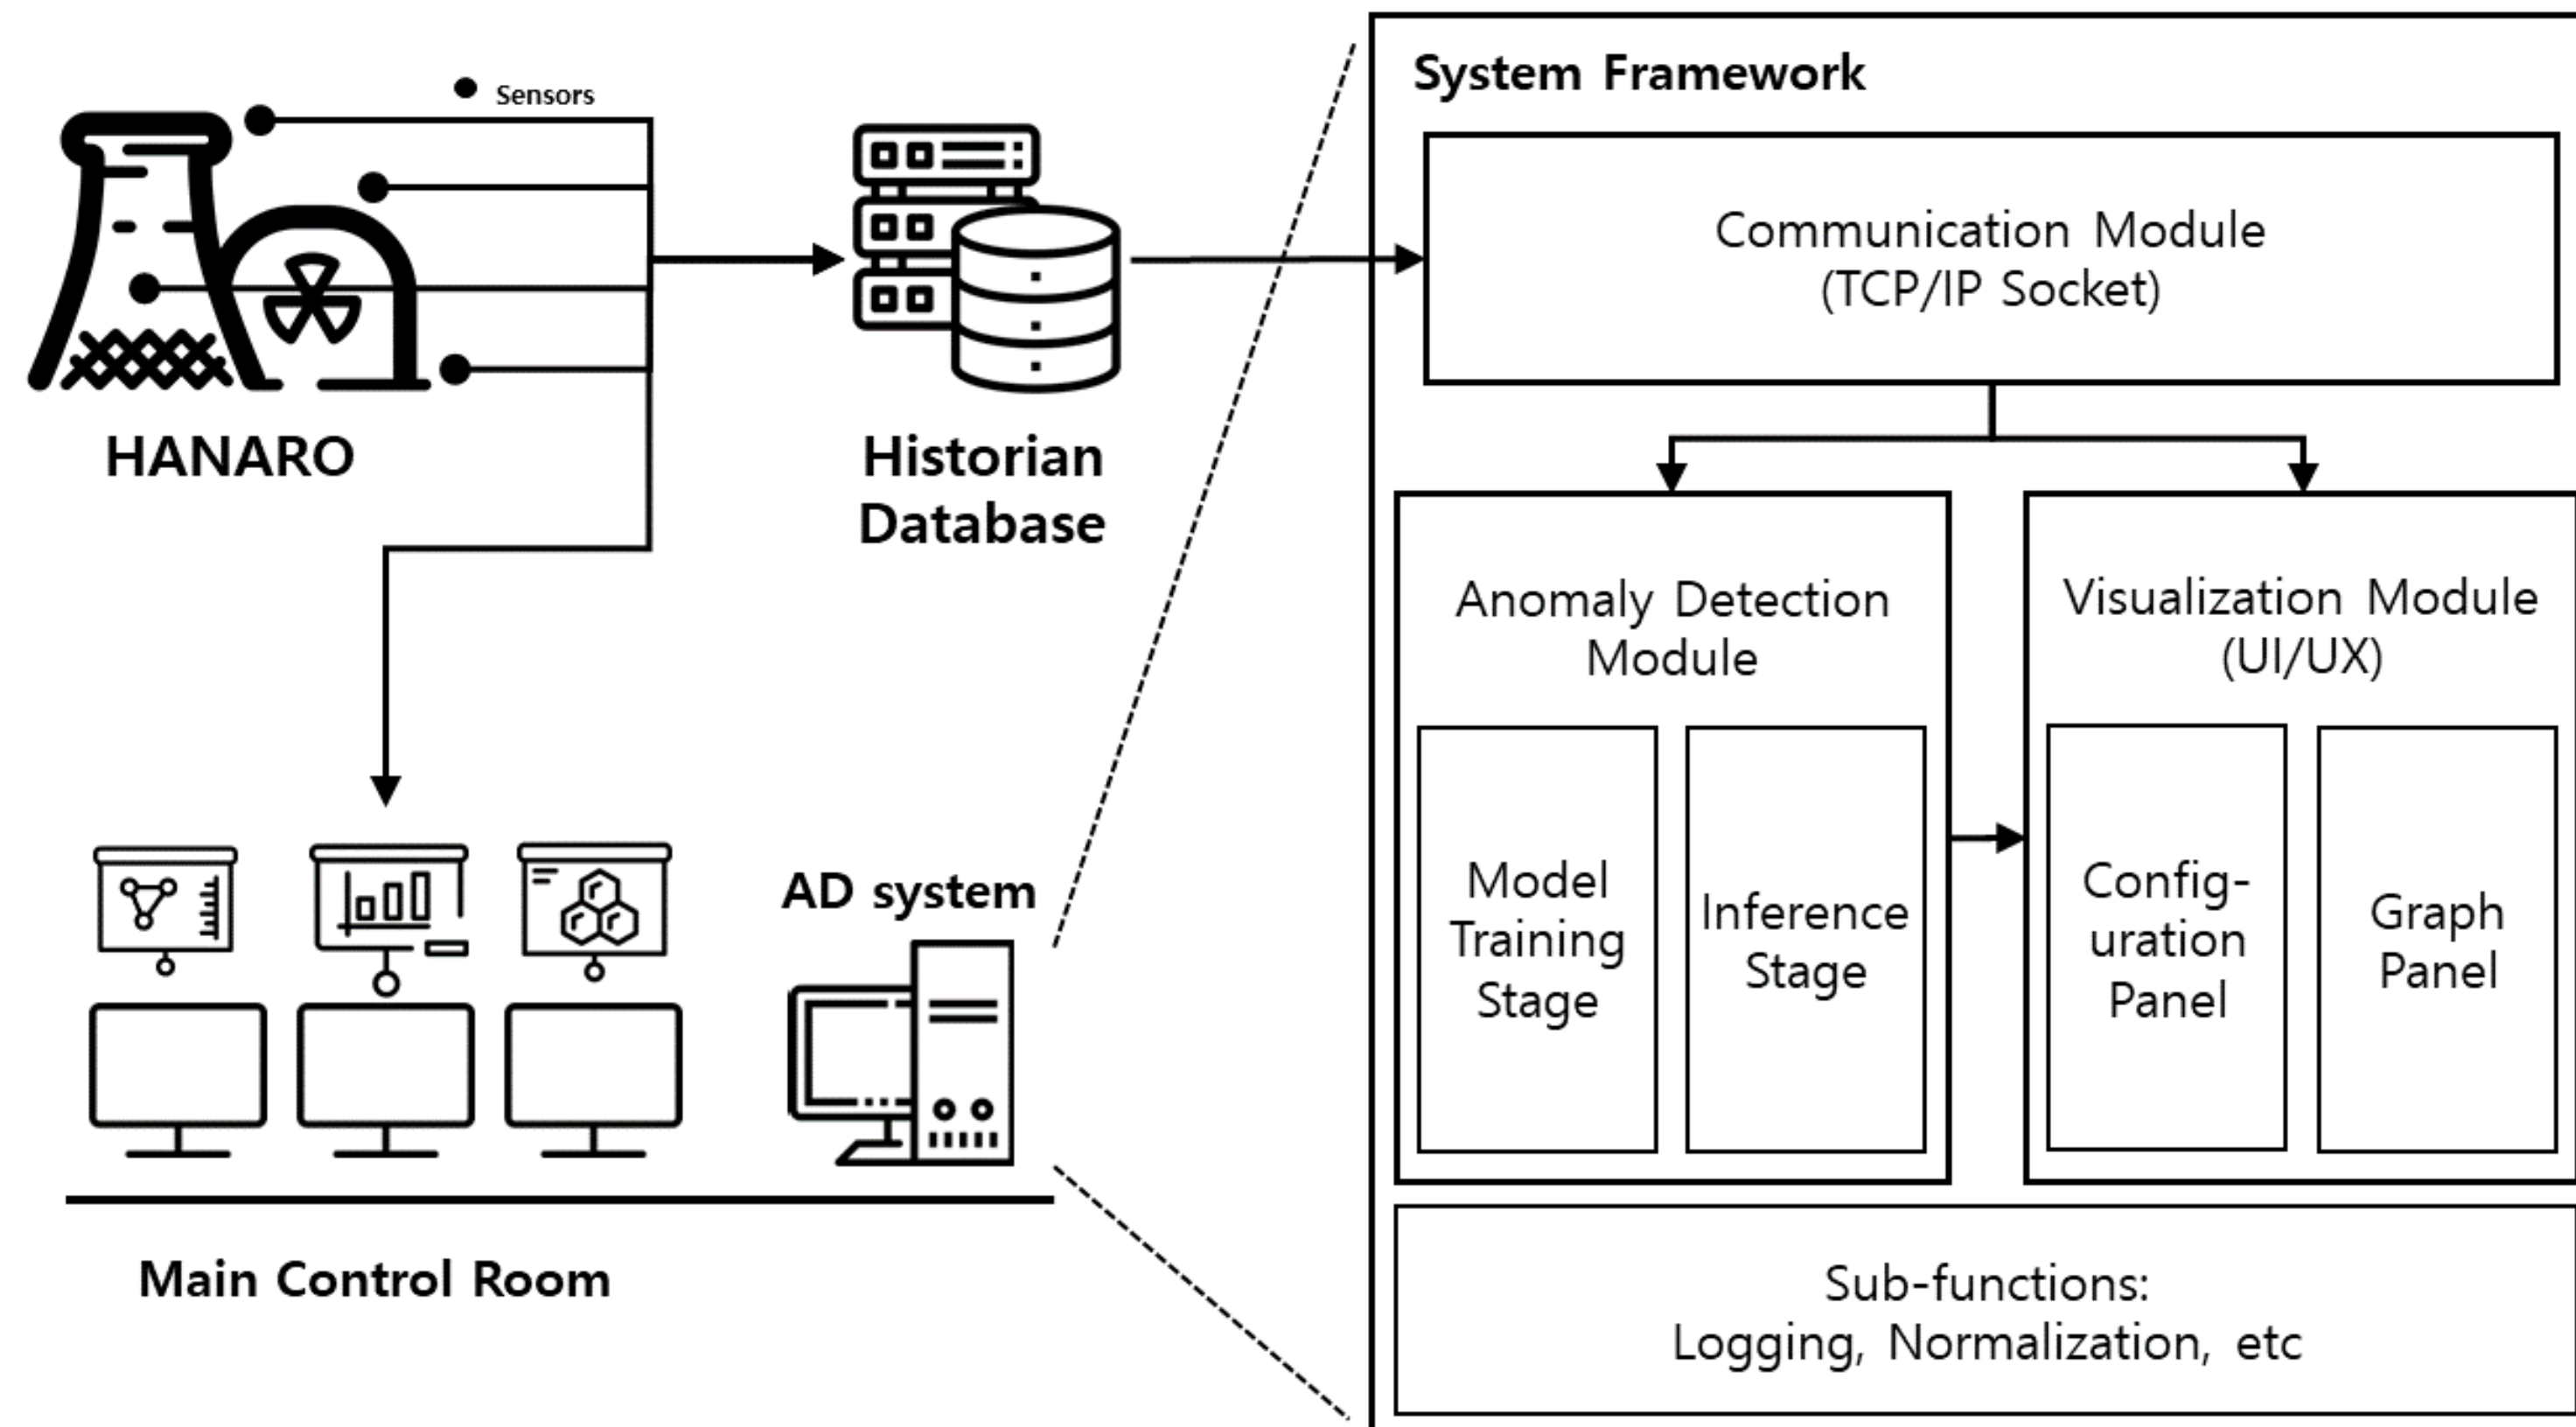 Sensors
HANARO
Historian
Database
AD system
Main Control Room
System Framework
Communication Module
(TCP/IP Socket)
Anomaly Detection
Module
Model
Training
Stage
Inference
Stage
Visualization Module
(UI/UX)
Config-
uration
Panel
Graph
Panel
Sub-functions:
Logging, Normalization, etc